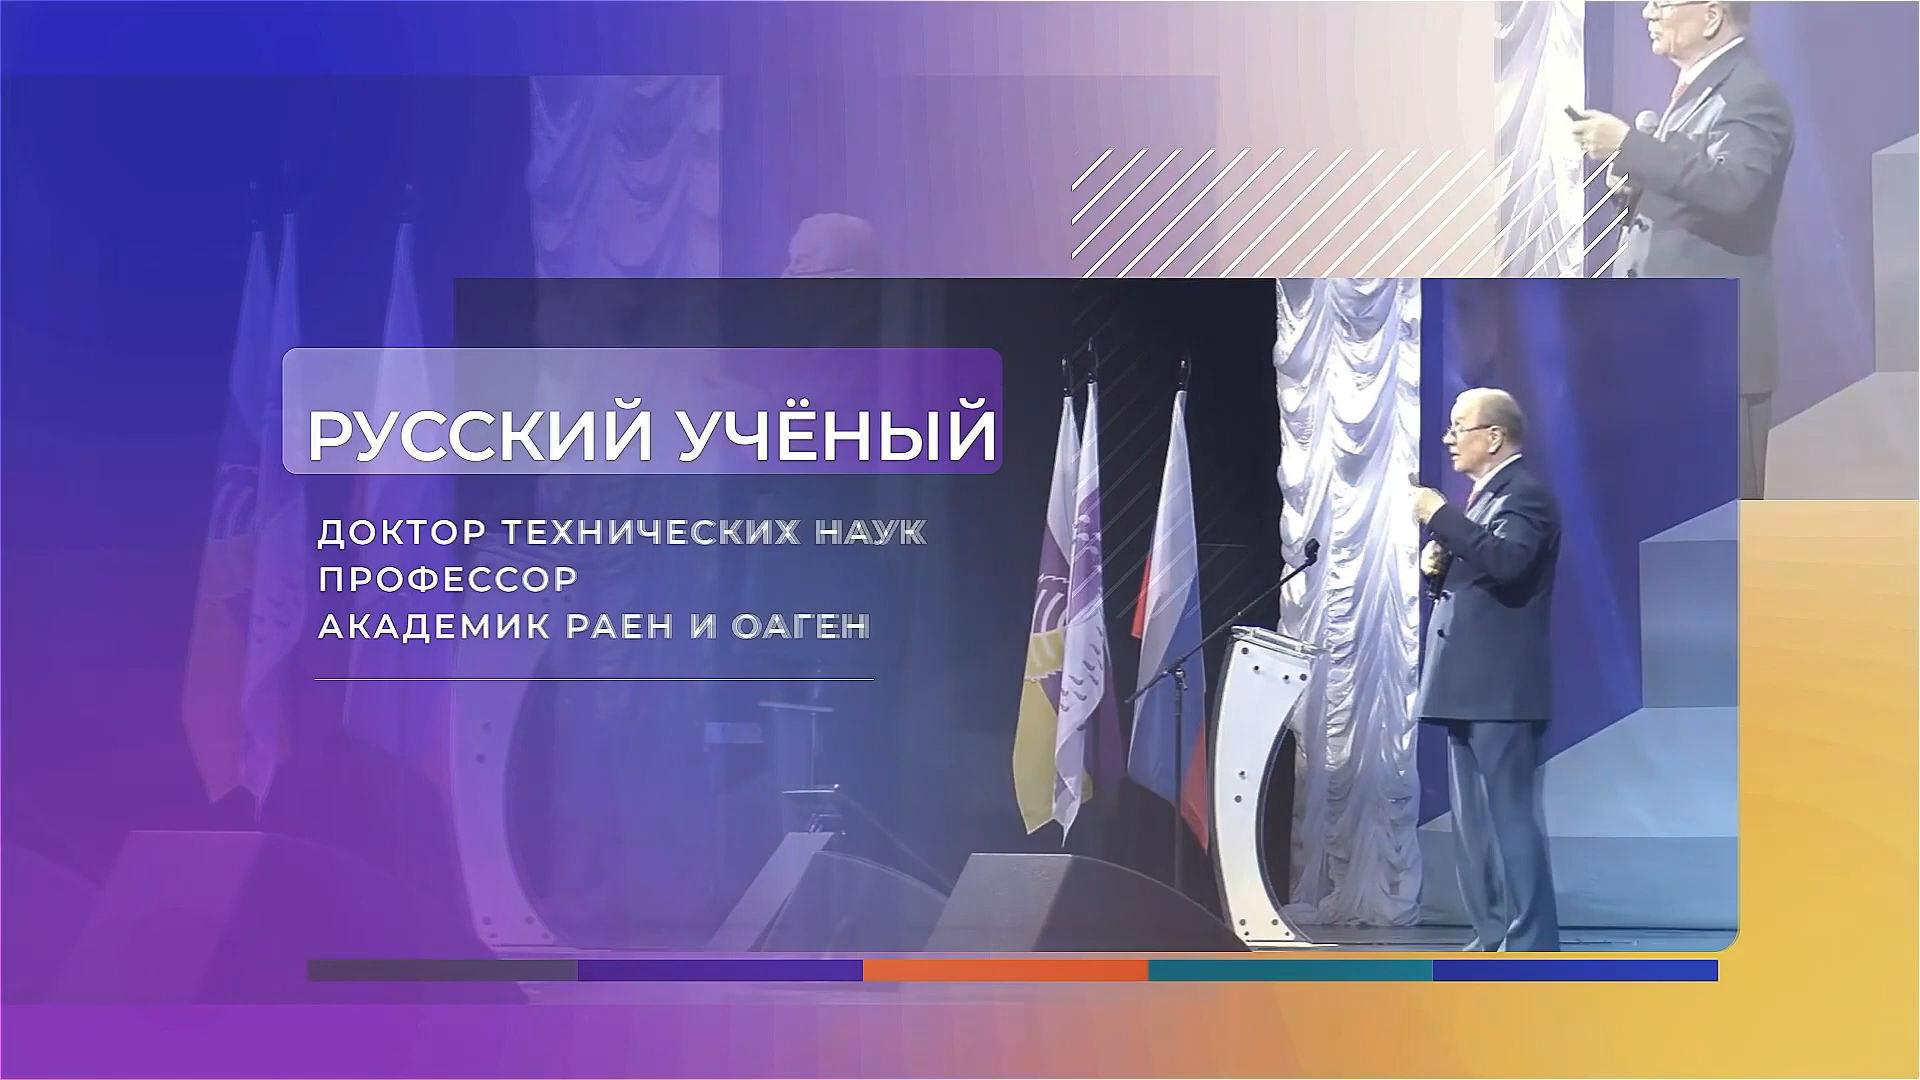 РУССКИЙ УЧЁНЫЙ
ДОКТОР ТЕХНИЧЕСКИХ НАУК
ПРОФЕССОР
АКАДЕМИК РАЕН И ОАГЕН